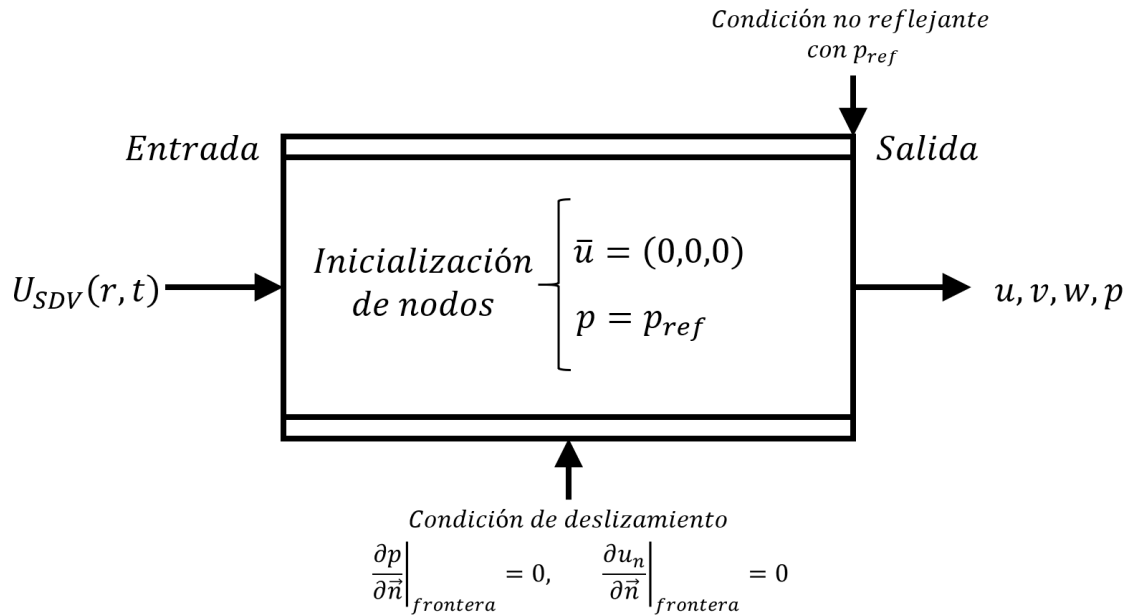 Condición no reflejante
con p_ref
Entrada
Salida
Inicialización
de nodos
ū = (0,0,0)
p = p_ref
U_SDV(r, t)
u, v, w, p
Condición de deslizamiento
∂p/∂n⃗|_frontera = 0, ∂u_n/∂n⃗|_frontera = 0